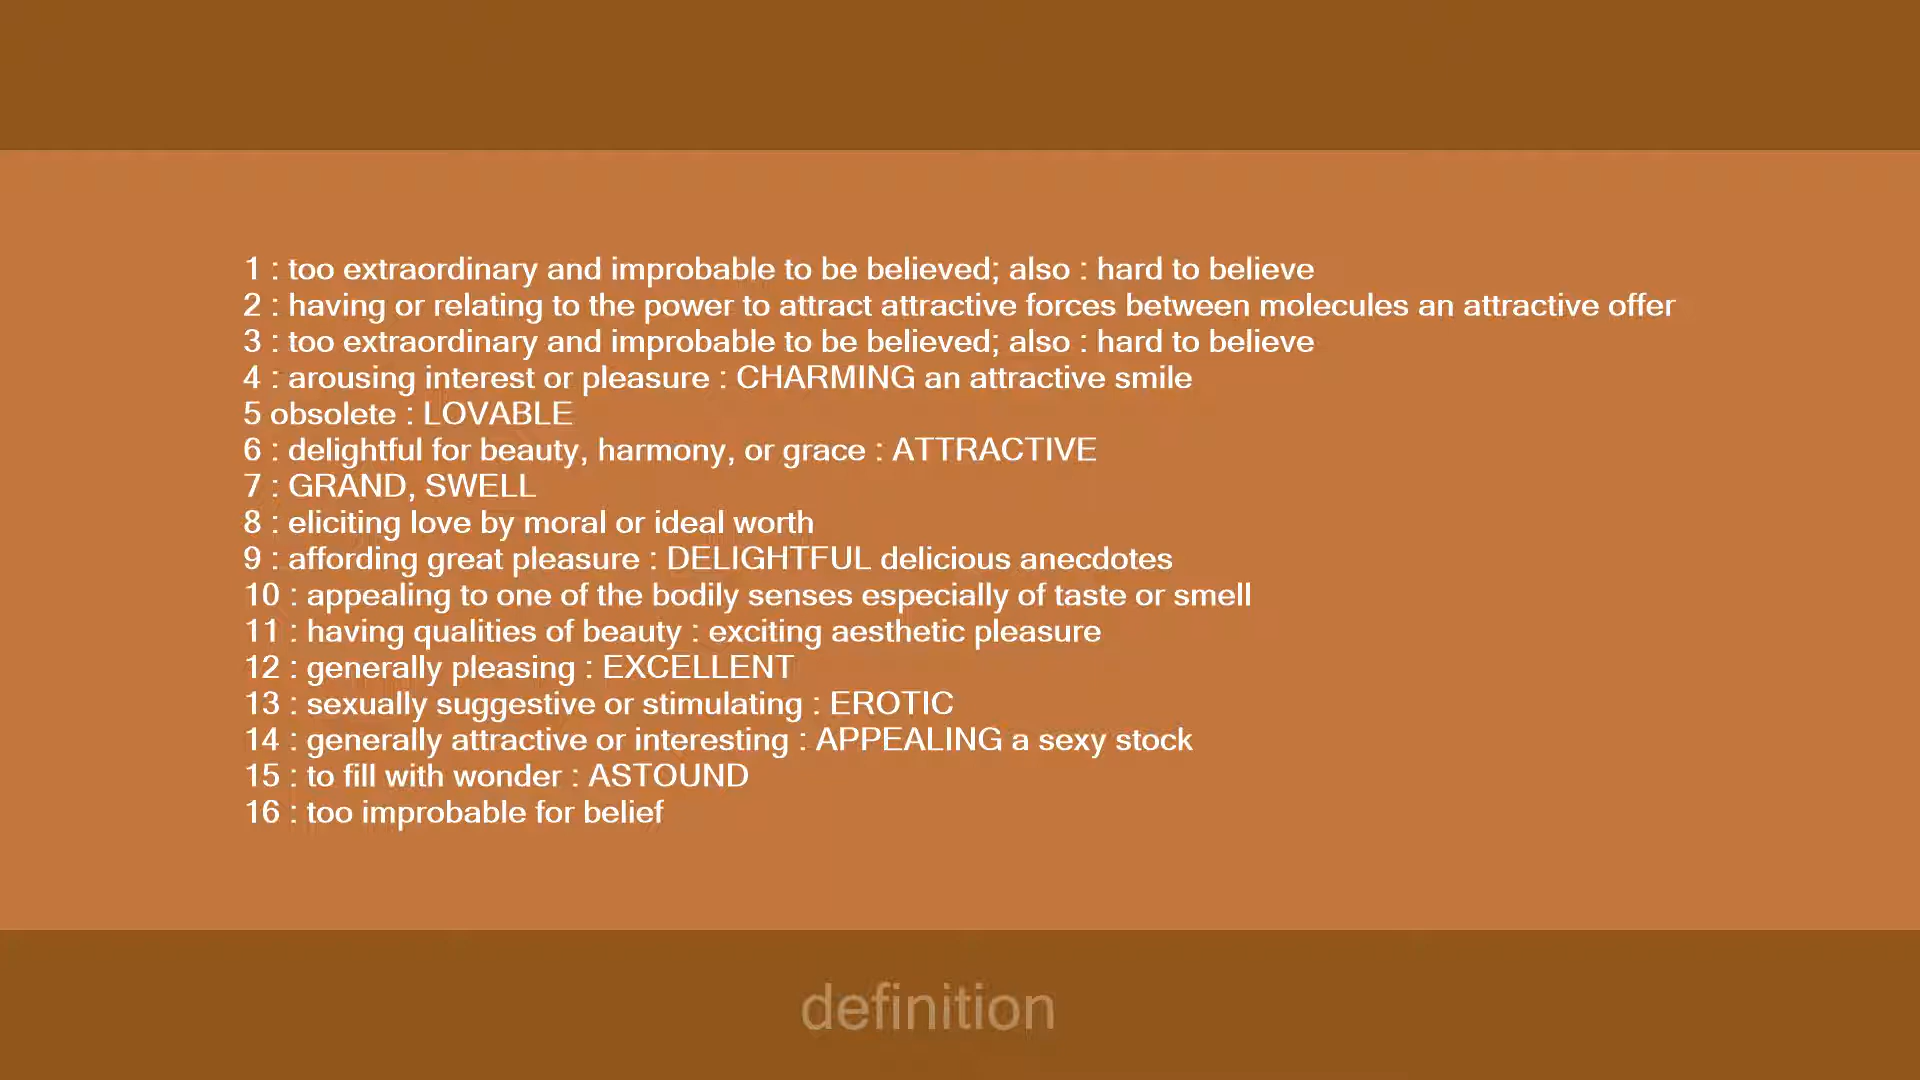 1 : too extraordinary and improbable to be believed; also : hard to believe
2 : having or relating to the power to attract attractive forces between molecules an attractive offer
3 : too extraordinary and improbable to be believed; also : hard to believe
4 : arousing interest or pleasure : CHARMING an attractive smile
5 obsolete : LOVABLE
6 : delightful for beauty, harmony, or grace : ATTRACTIVE
7 : GRAND, SWELL
8 : eliciting love by moral or ideal worth
9 : affording great pleasure : DELIGHTFUL delicious anecdotes
10 : appealing to one of the bodily senses especially of taste or smell
11 : having qualities of beauty : exciting aesthetic pleasure
12 : generally pleasing : EXCELLENT
13 : sexually suggestive or stimulating : EROTIC
14 : generally attractive or interesting : APPEALING a sexy stock
15 : to fill with wonder : ASTOUND
16 : too improbable for belief
definition